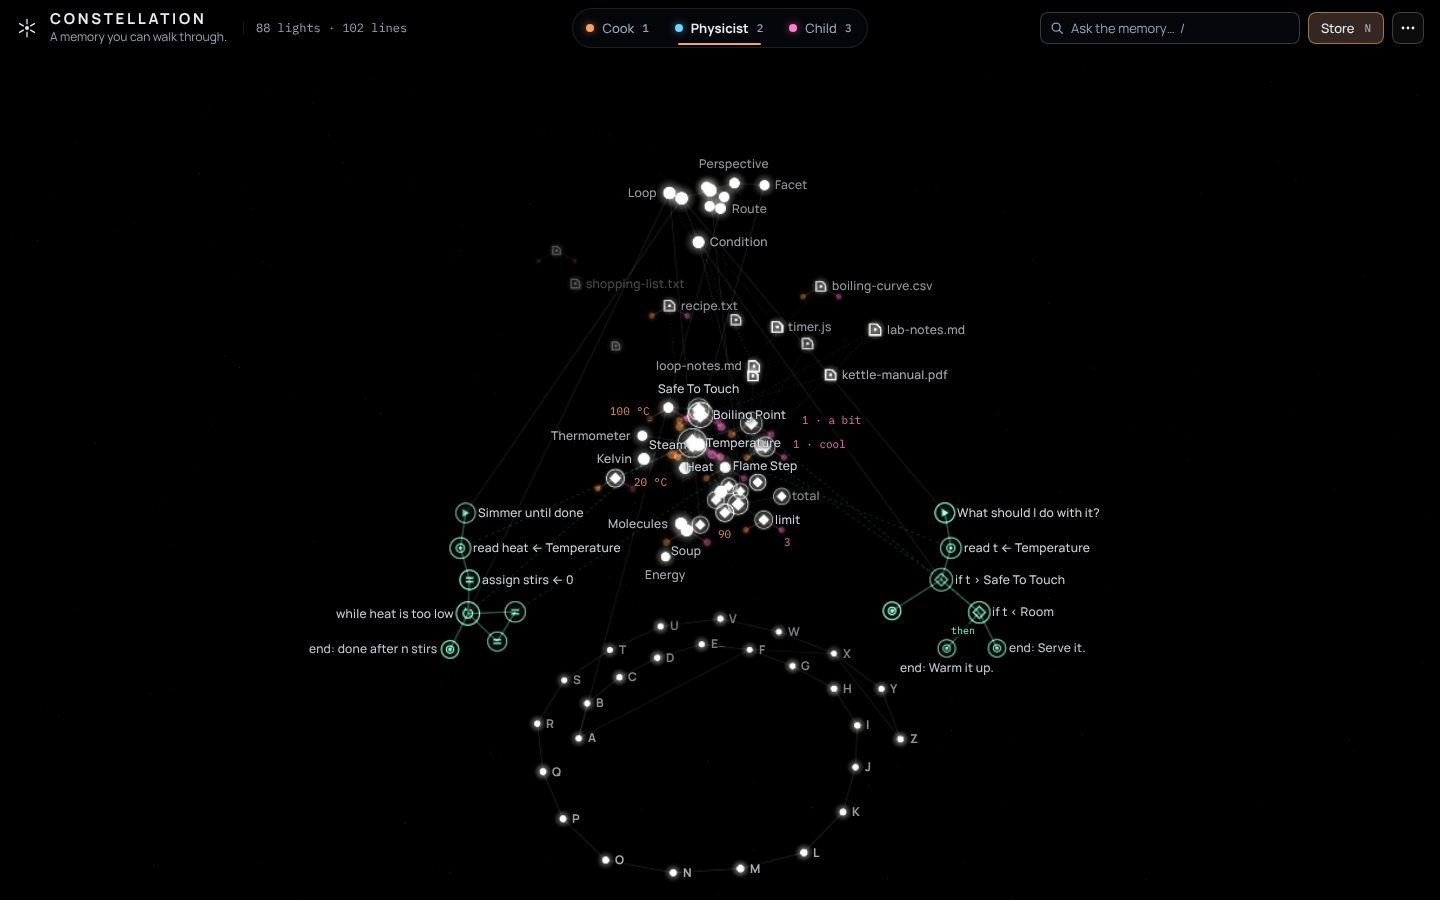 CONSTELLATION
A memory you can walk through.
88 lights · 102 lines
Cook 1
Physicist 2
Child 3
Ask the memory… /
Store N
Perspective
Loop
Facet
Route
Condition
shopping-list.txt
boiling-curve.csv
recipe.txt
timer.js
lab-notes.md
loop-notes.md
kettle-manual.pdf
Safe To Touch
100 °C
Boiling Point
1 · a bit
Thermometer
Steam
Temperature
1 · cool
Kelvin
Heat
Flame Step
20 °C
total
Simmer until done
What should I do with it?
Molecules
limit
90
3
read heat ← Temperature
Soup
read t ← Temperature
Energy
assign stirs ← 0
if t > Safe To Touch
while heat is too low
if t < Room
then
end: done after n stirs
end: Serve it.
end: Warm it up.
U
V
W
T
D
E
F
X
G
S
C
H
Y
B
R
A
I
Z
Q
J
P
K
O
N
M
L